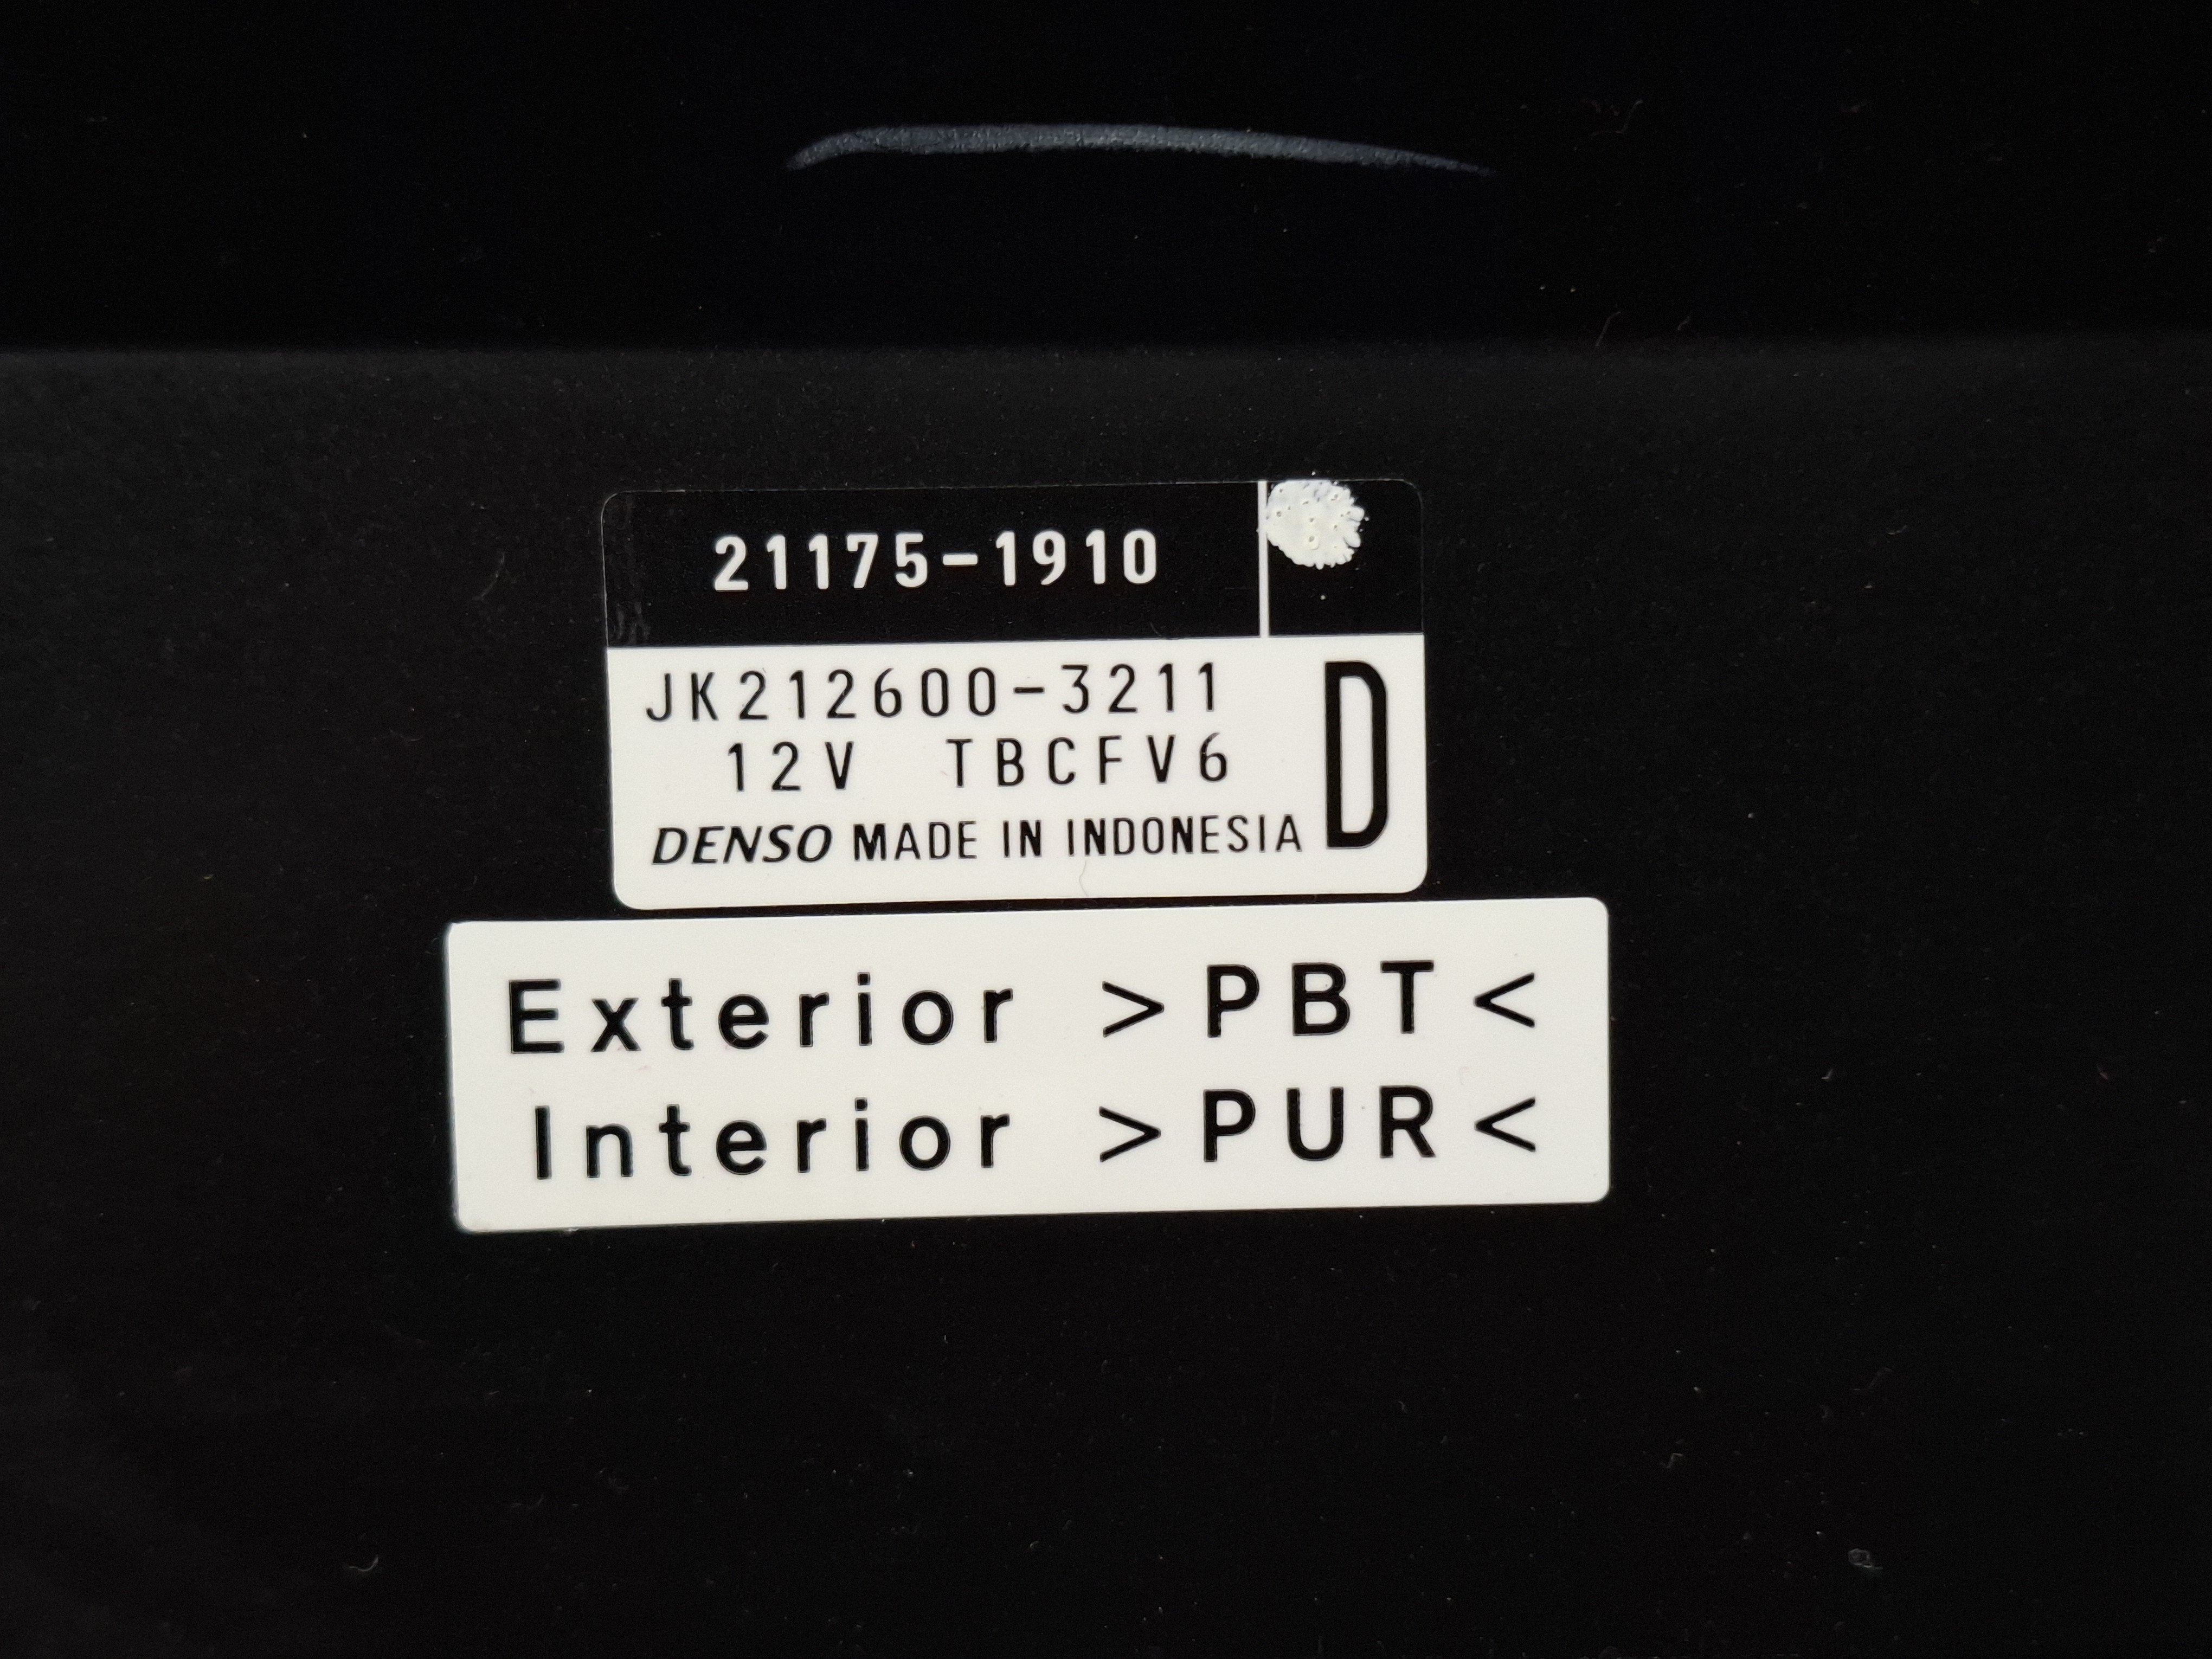 21175-1910
JK212600-3211
12V TBCFV6
D
DENSO MADE IN INDONESIA
Exterior >PBT<
Interior >PUR<